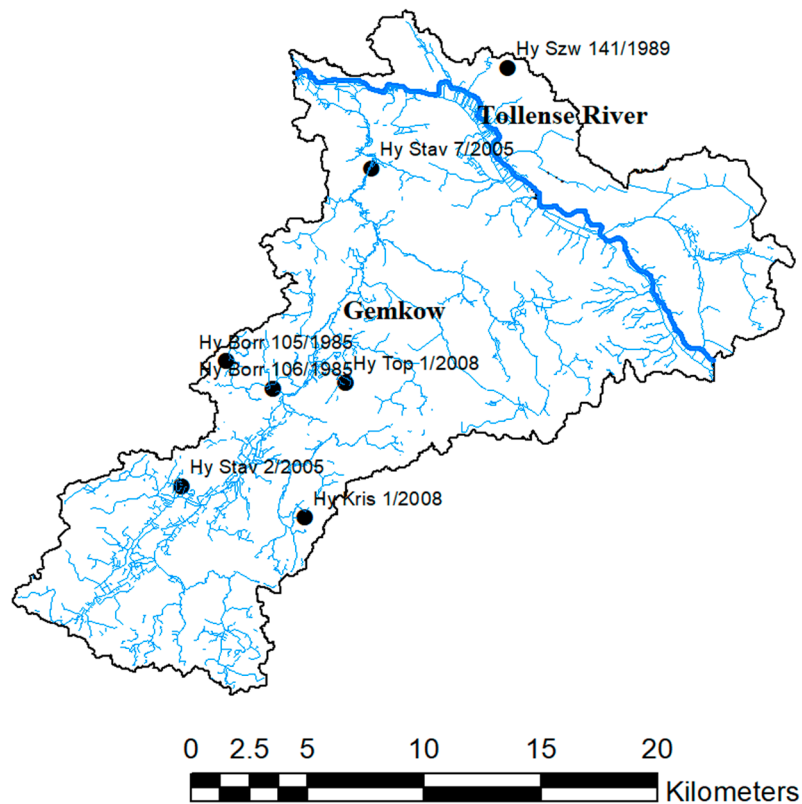 Hy Szw 141/1989
Tollense River
Hy Stav 7/2005
Gemkow
Hy Borr 105/1985
Hy Borr 106/1985
Hy Top 1/2008
Hy Stav 2/2005
Hy Kris 1/2008
0 2.5 5 10 15 20
Kilometers